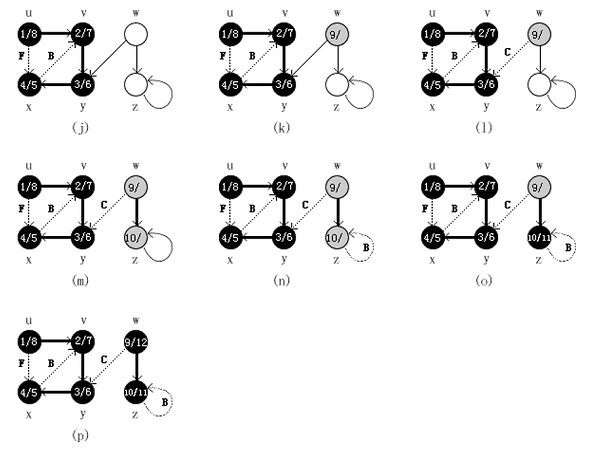 u v w u v w u v w
1/8 2/7 1/8 2/7 9/ 1/8 2/7 9/
F B F B F B C
4/5 3/6 4/5 3/6 4/5 3/6
x y z x y z x y z
(j) (k) (l)
u v w u v w u v w
1/8 2/7 9/ 1/8 2/7 9/ 1/8 2/7 9/
F B C F B C F B C
4/5 3/6 10/ 4/5 3/6 10/ B 4/5 3/6 10/11 B
x y z x y z x y z
(m) (n) (o)
u v w
1/8 2/7 9/12
F B C
4/5 3/6 10/11 B
x y z
(p)